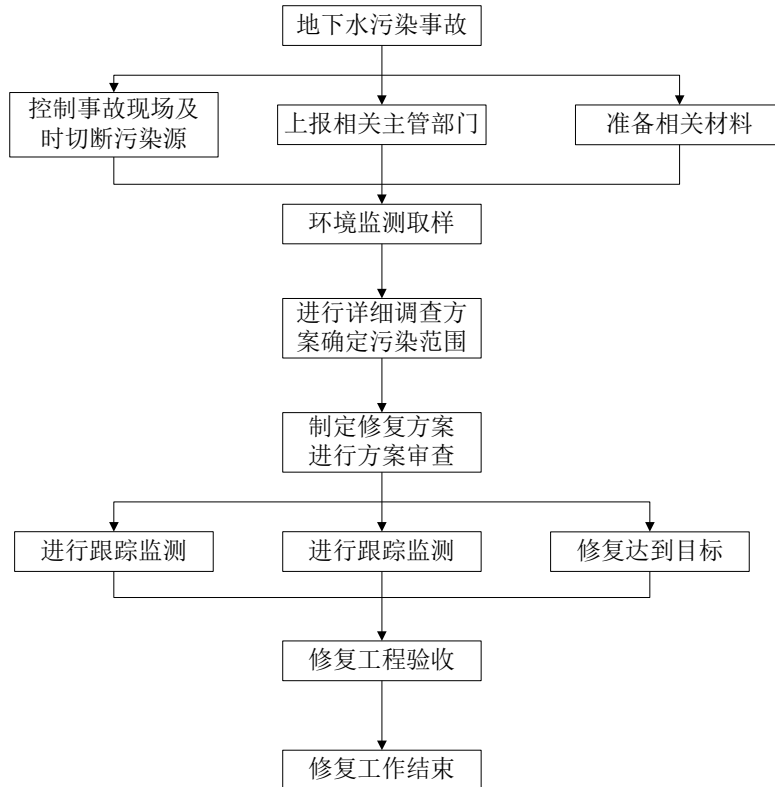 地下水污染事故
控制事故现场及
时切断污染源
上报相关主管部门
准备相关材料
环境监测取样
进行详细调查方
案确定污染范围
制定修复方案
进行方案审查
进行跟踪监测
进行跟踪监测
修复达到目标
修复工程验收
修复工作结束